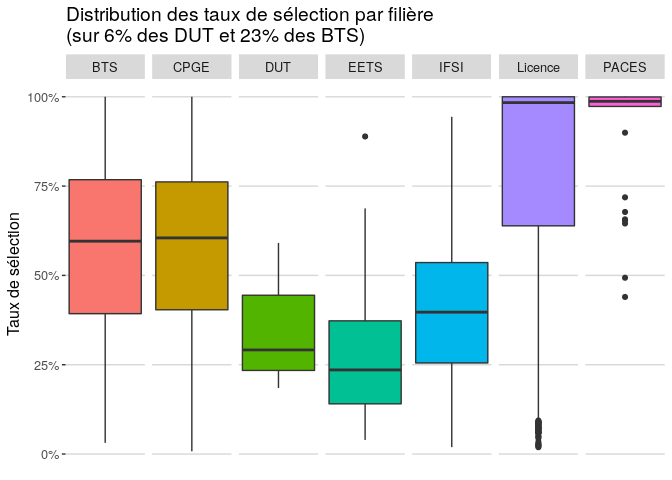 Distribution des taux de sélection par filière
(sur 6% des DUT et 23% des BTS)
BTS CPGE DUT EETS IFSI Licence PACES
100%
75%
50%
25%
0%
Taux de sélection